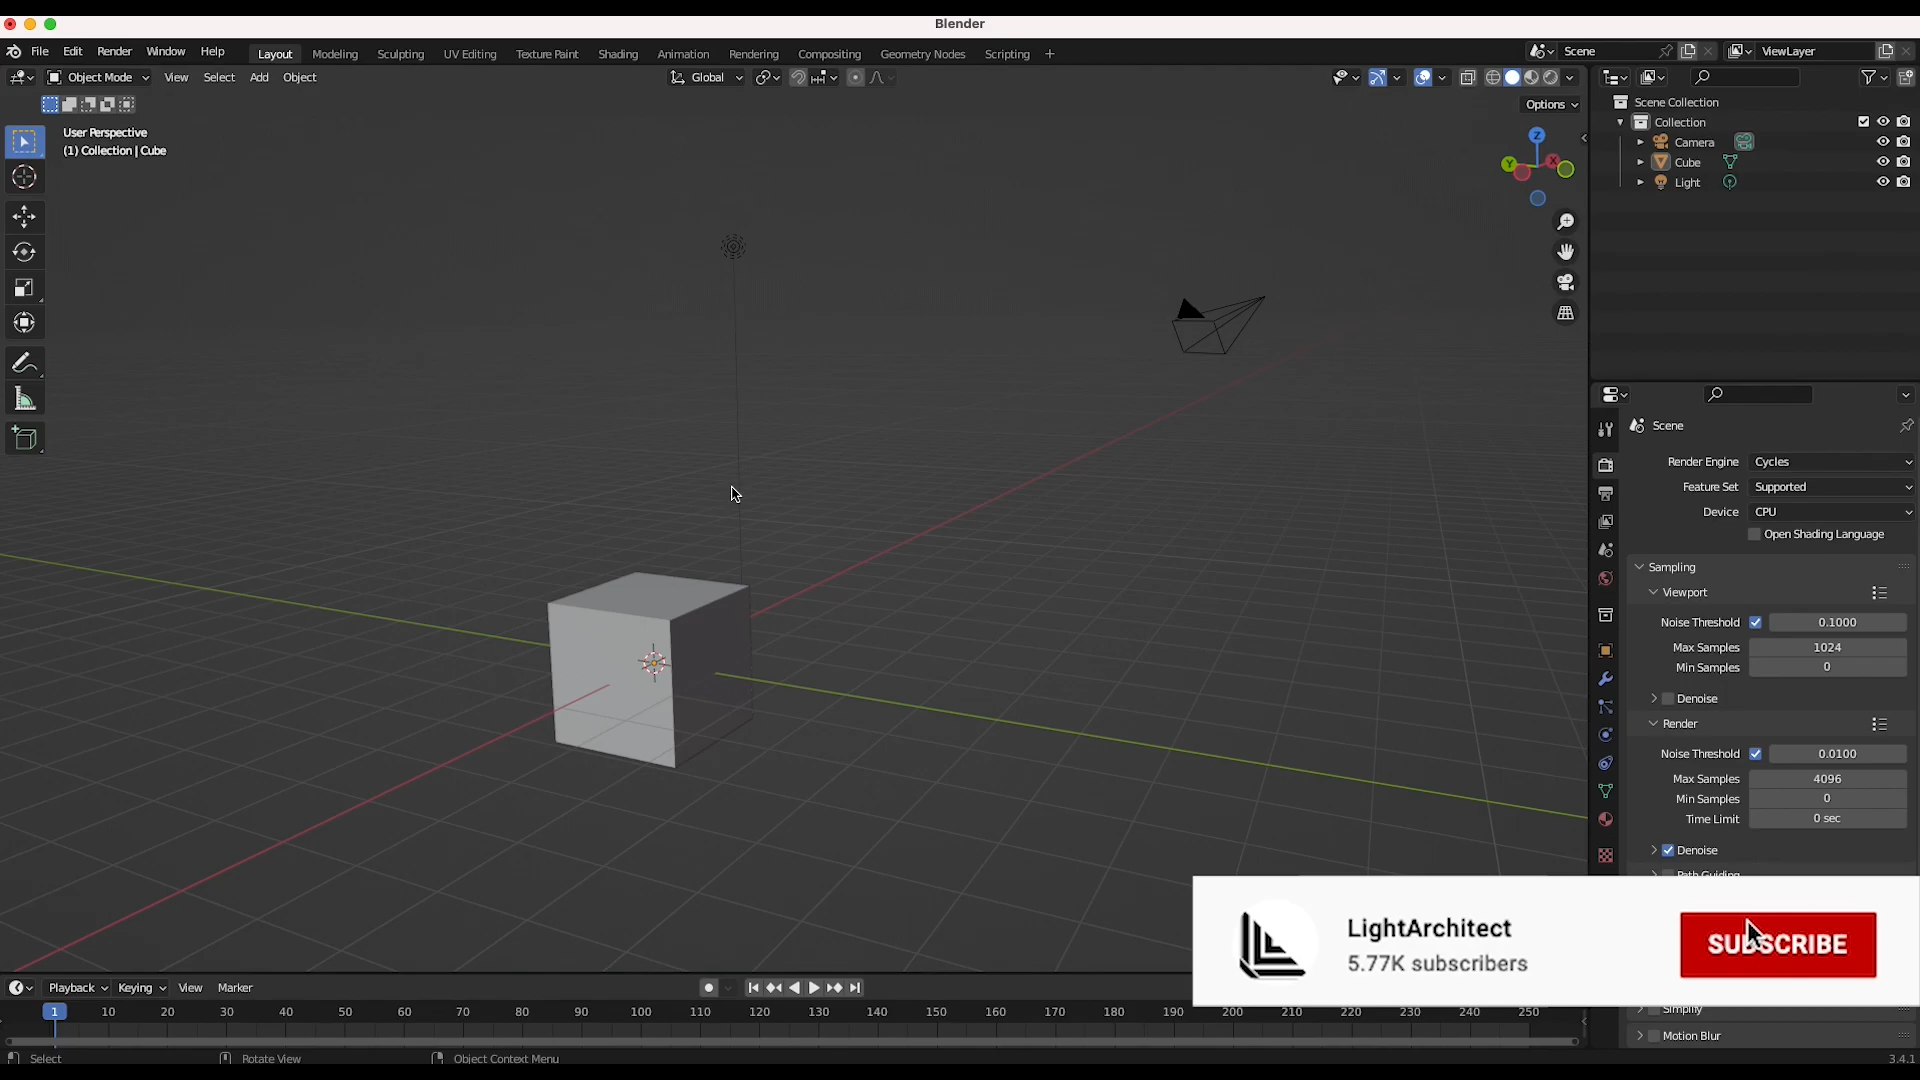 Blender
File Edit Render Window Help Layout Modeling Sculpting UV Editing Texture Paint Shading Animation Rendering Compositing Geometry Nodes Scripting + Scene ViewLayer
Object Mode View Select Add Object Global
Options
User Perspective
(1) Collection | Cube
Z
Y
X
Scene Collection
Collection
Camera
Cube
Light
Scene
Render Engine Cycles
Feature Set Supported
Device CPU
Open Shading Language
Sampling
Viewport
Noise Threshold 0.1000
Max Samples 1024
Min Samples 0
Denoise
Render
Noise Threshold 0.0100
Max Samples 4096
Min Samples 0
Time Limit 0 sec
Denoise
Path Guiding
LightArchitect
5.77K subscribers
SUBSCRIBE
Playback Keying View Marker
1 10 20 30 40 50 60 70 80 90 100 110 120 130 140 150 160 170 180 190 200 210 220 230 240 250
Simplify
Motion Blur
Select Rotate View Object Context Menu 3.4.1